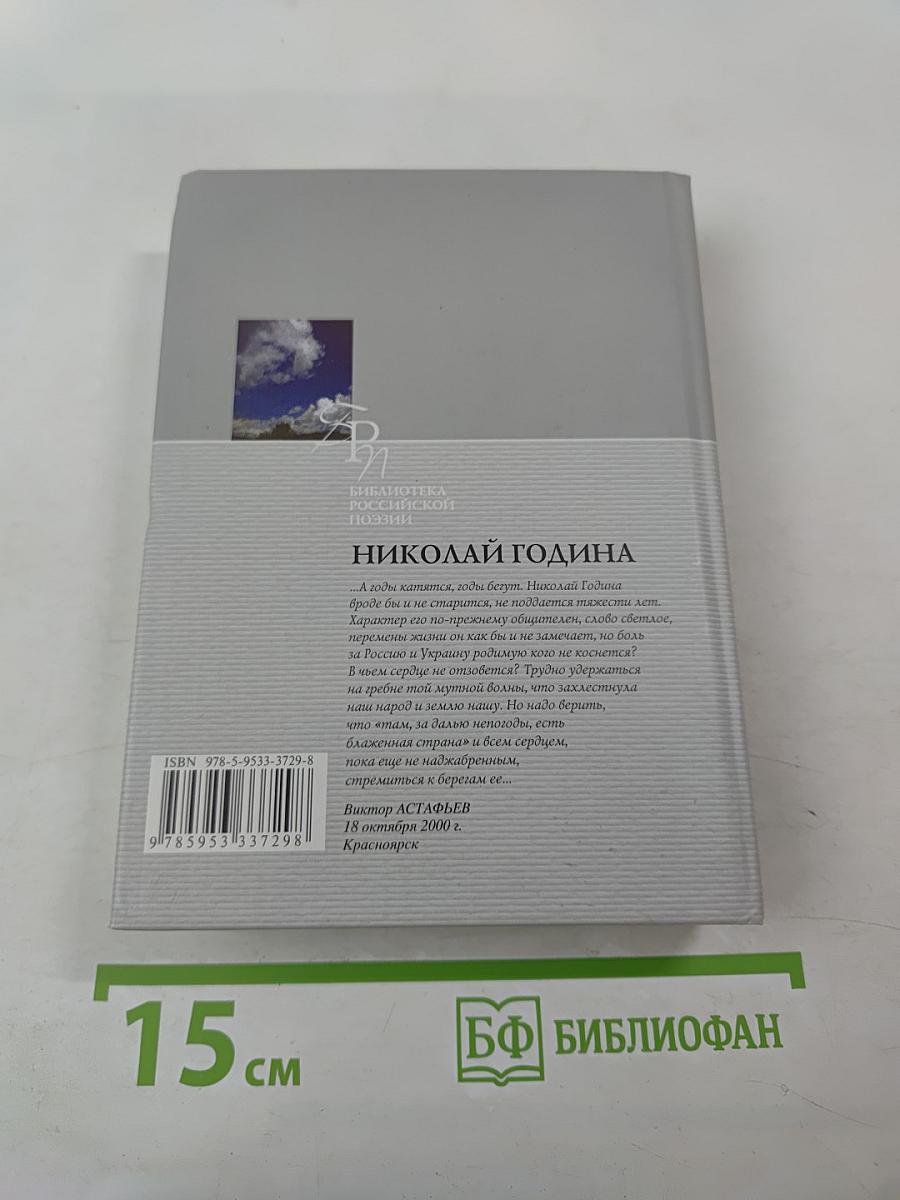 БРП
БИБЛИОТЕКА
РОССИЙСКОЙ
ПОЭЗИИ
НИКОЛАЙ ГОДИНА
...А годы катятся, годы бегут. Николай Година
вроде бы и не старится, не поддается тяжести лет.
Характер его по-прежнему общителен, слово светлое,
перемены жизни он как бы и не замечает, но боль
за Россию и Украину родимую кого не коснется?
В чьем сердце не отзовется? Трудно удержаться
на гребне той мутной волны, что захлестнула
наш народ и землю нашу. Но надо верить,
что «там, за далью непогоды, есть
блаженная страна» и всем сердцем,
пока еще не наджабренным,
стремиться к берегам ее...
Виктор АСТАФЬЕВ
18 октября 2000 г.
Красноярск
ISBN 978-5-9533-3729-8
9 785953 337298
15 см
БФ БИБЛИОФАН